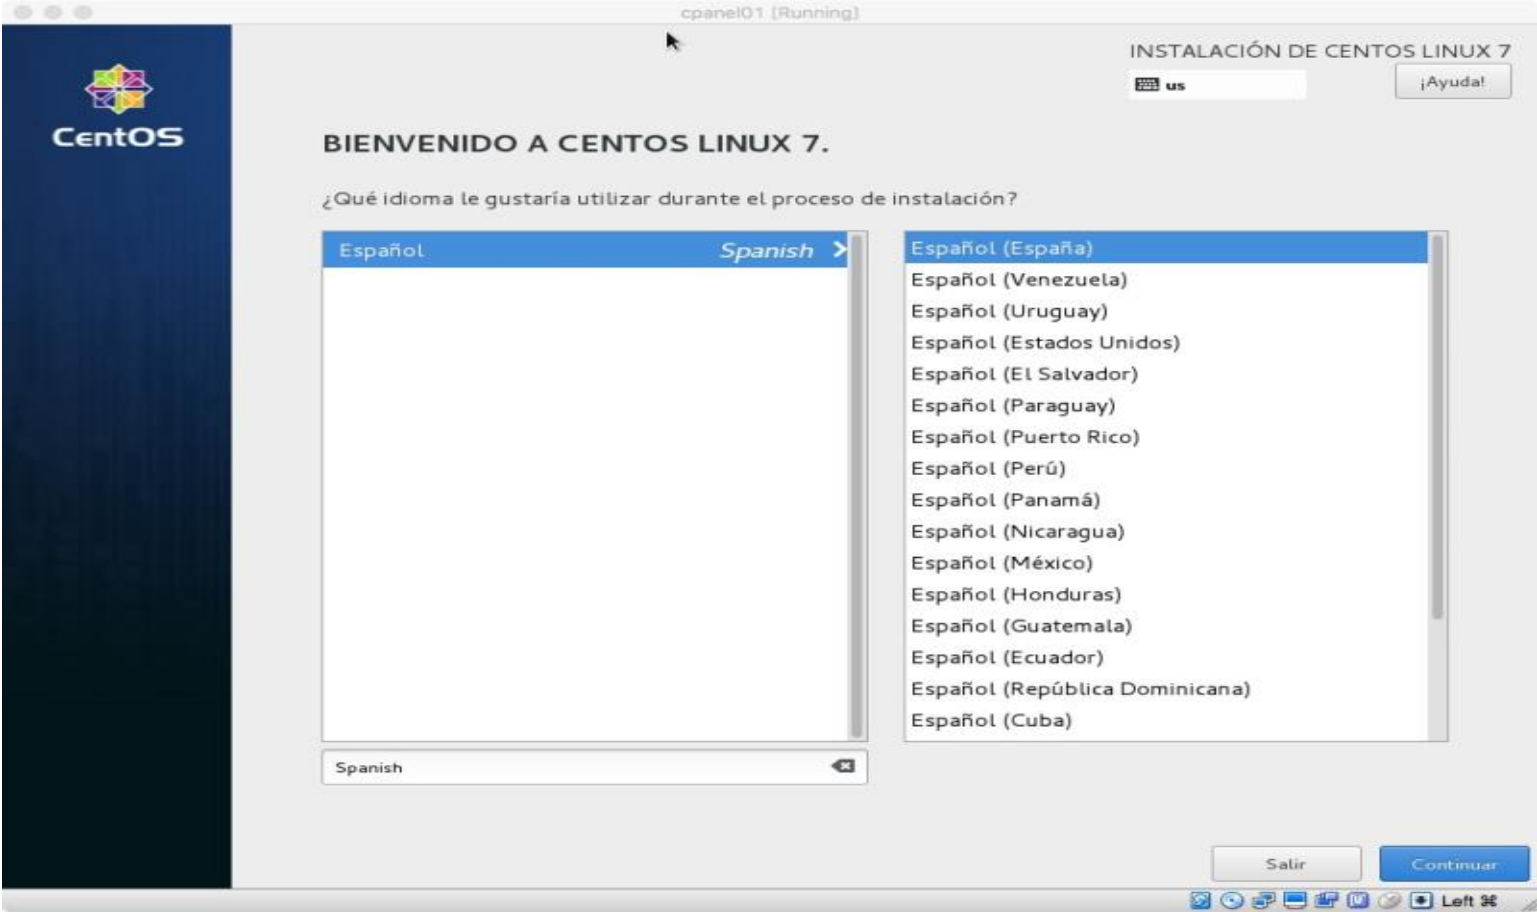 cpanel01 [Running]
CentOS
INSTALACIÓN DE CENTOS LINUX 7
us
¡Ayuda!
BIENVENIDO A CENTOS LINUX 7.
¿Qué idioma le gustaría utilizar durante el proceso de instalación?
Español Spanish
Español (España)
Español (Venezuela)
Español (Uruguay)
Español (Estados Unidos)
Español (El Salvador)
Español (Paraguay)
Español (Puerto Rico)
Español (Perú)
Español (Panamá)
Español (Nicaragua)
Español (México)
Español (Honduras)
Español (Guatemala)
Español (Ecuador)
Español (República Dominicana)
Español (Cuba)
Spanish
Salir
Continuar
Left ⌘